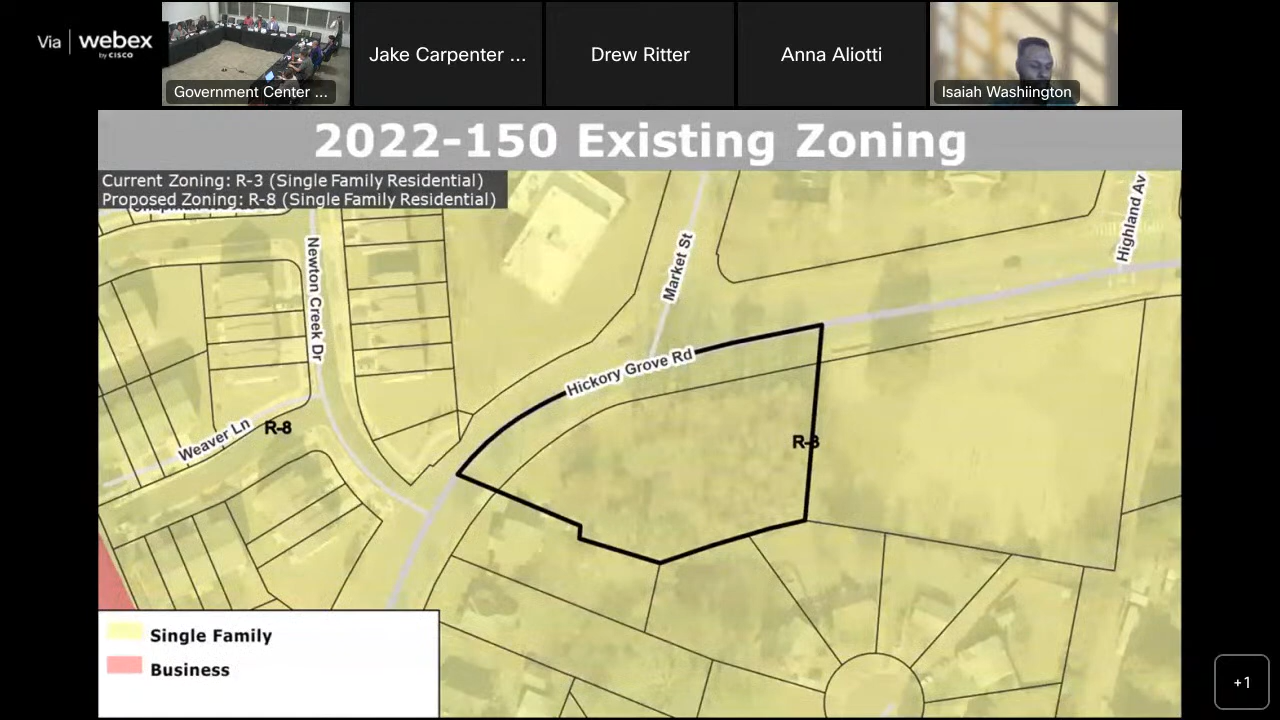 Via | webex
by CISCO
Government Center ...
Jake Carpenter ...
Drew Ritter
Anna Aliotti
Isaiah Washiington
2022-150 Existing Zoning
Current Zoning: R-3 (Single Family Residential)
Proposed Zoning: R-8 (Single Family Residential)
Newton Creek Dr
Market St
Highland Av
Hickory Grove Rd
Weaver Ln
R-8
R-3
Single Family
Business
+1